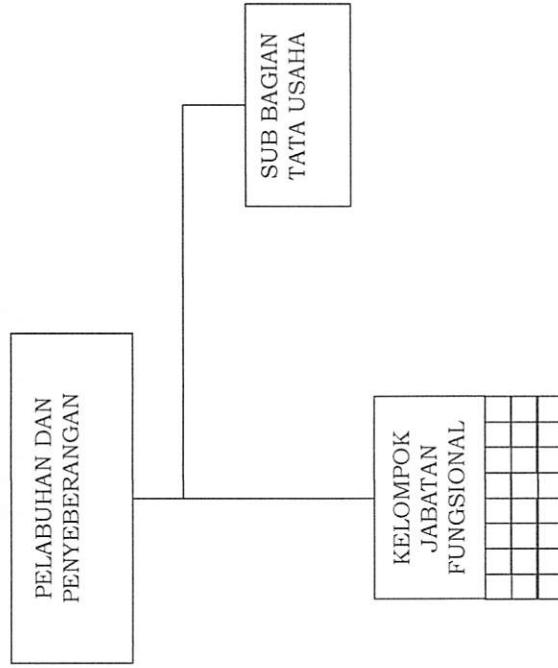 PELABUHAN DAN
PENYEBERANGAN
SUB BAGIAN
TATA USAHA
KELOMPOK
JABATAN
FUNGSIONAL